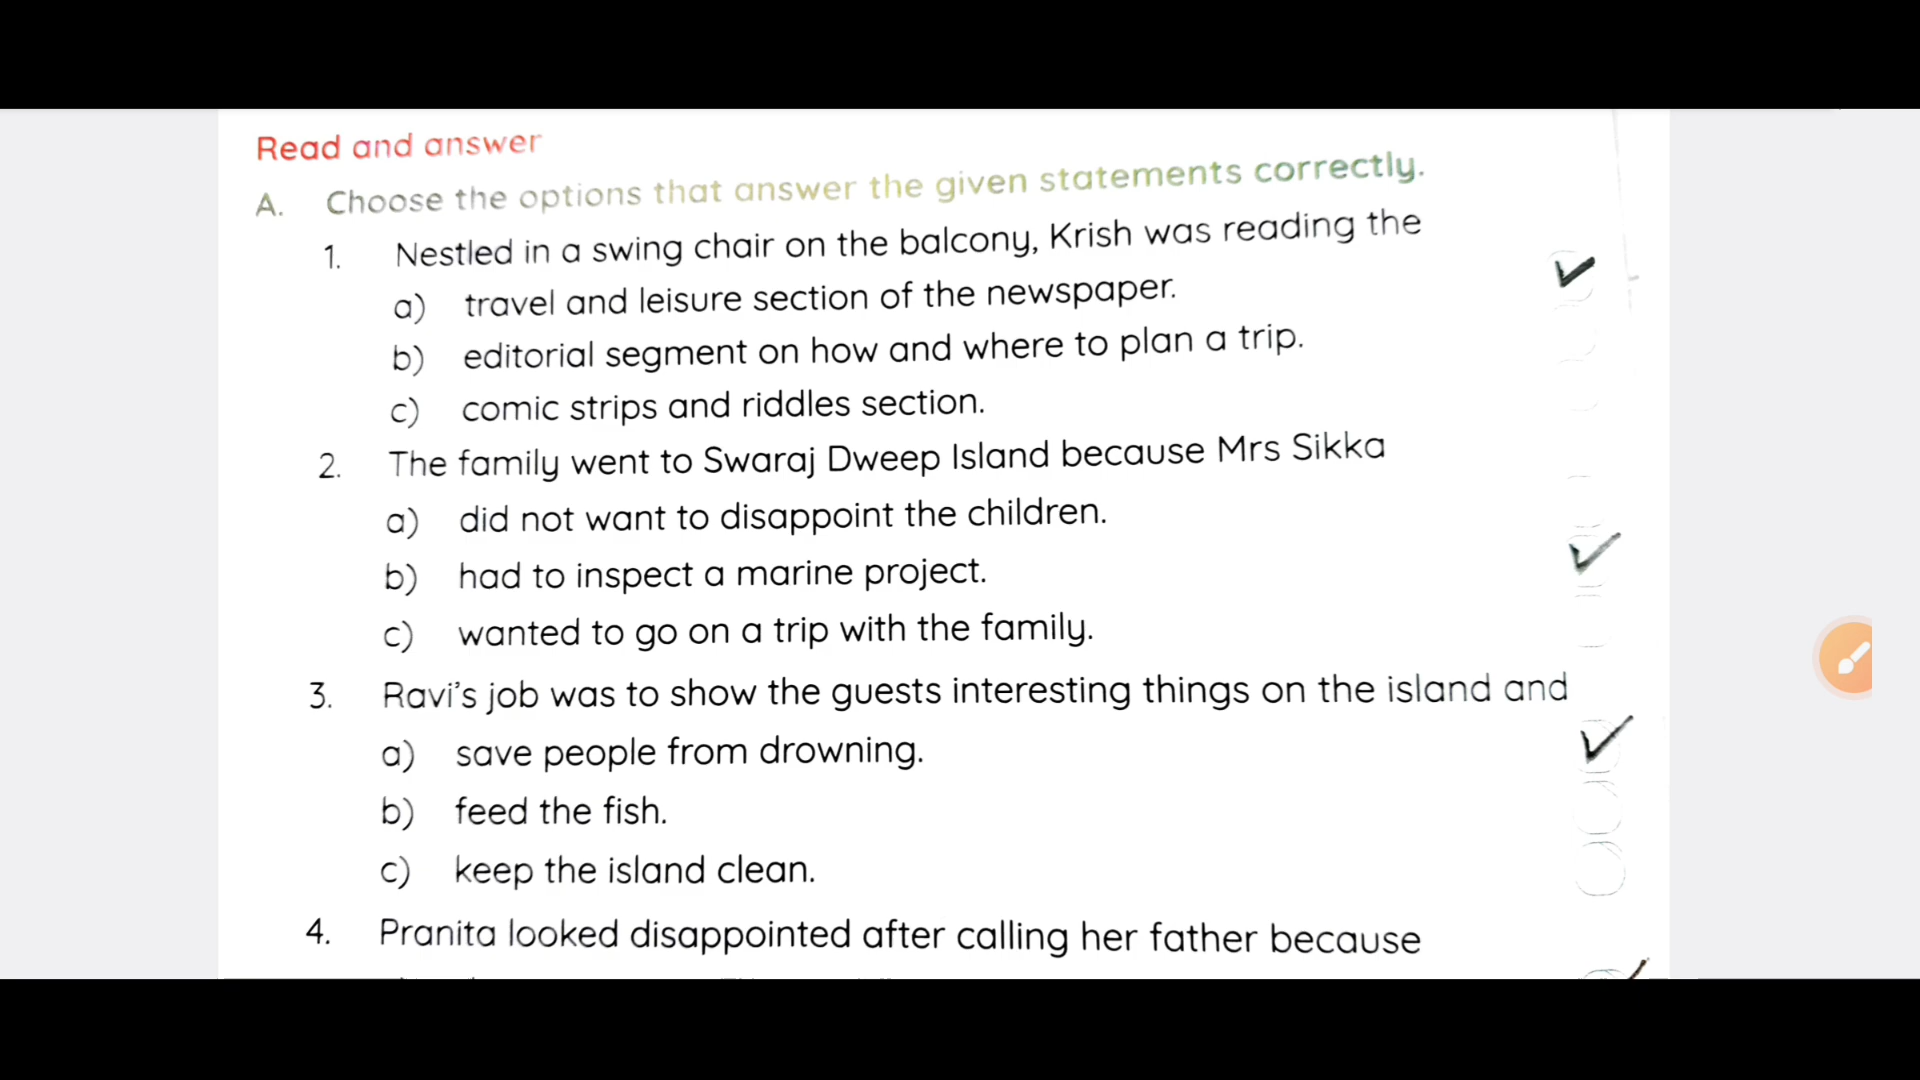 Read and answer
A. Choose the options that answer the given statements correctly.
1. Nestled in a swing chair on the balcony, Krish was reading the
a) travel and leisure section of the newspaper.
b) editorial segment on how and where to plan a trip.
c) comic strips and riddles section.
2. The family went to Swaraj Dweep Island because Mrs Sikka
a) did not want to disappoint the children.
b) had to inspect a marine project.
c) wanted to go on a trip with the family.
3. Ravi's job was to show the guests interesting things on the island and
a) save people from drowning.
b) feed the fish.
c) keep the island clean.
4. Pranita looked disappointed after calling her father because